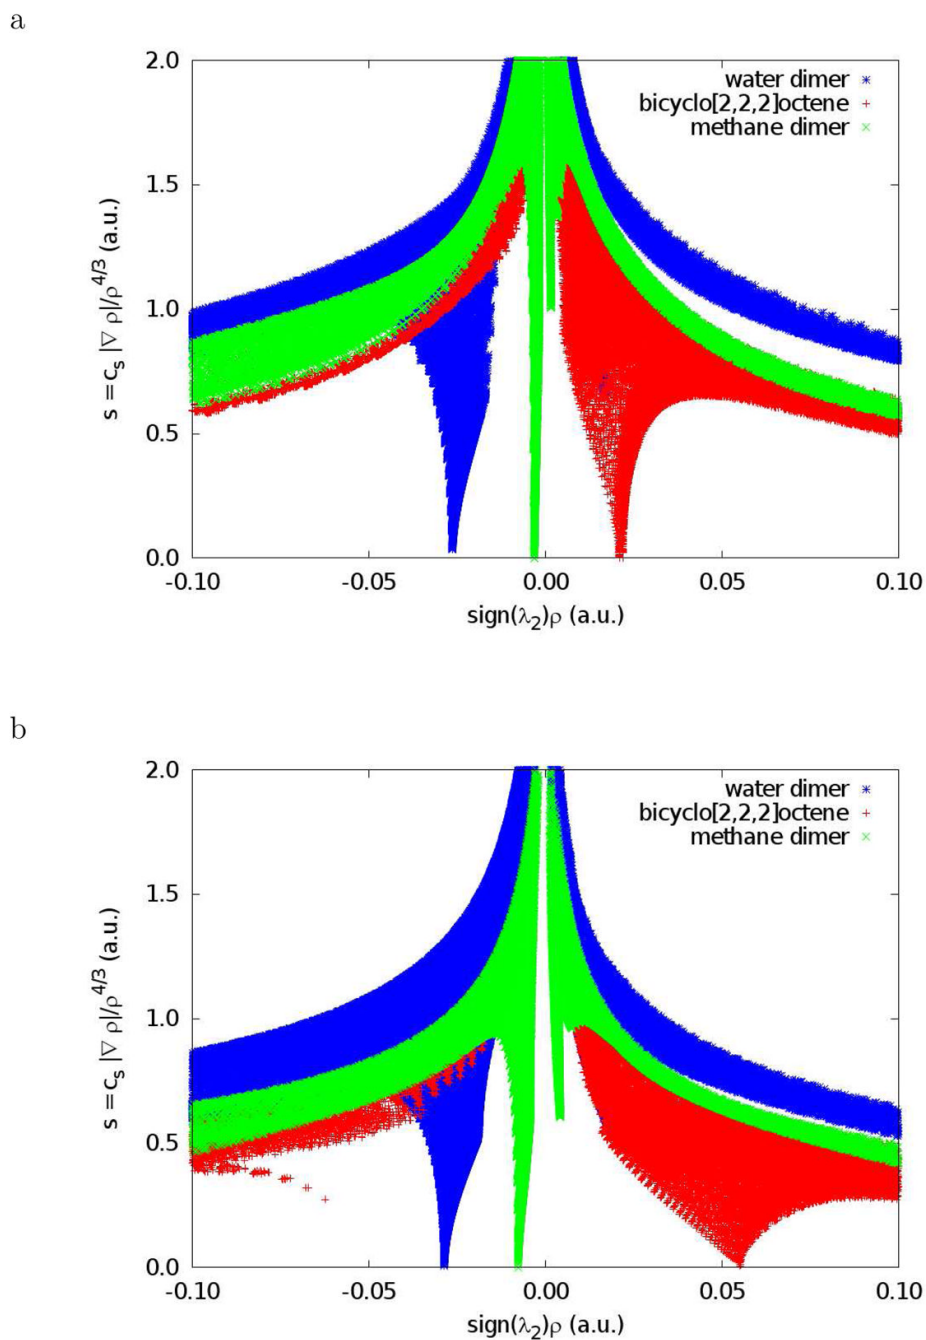 a
2.0
1.5
1.0
0.5
0.0
s = cₛ |∇ ρ|/ρ^4/3 (a.u.)
water dimer
bicyclo[2,2,2]octene
methane dimer
-0.10 -0.05 0.00 0.05 0.10
sign(λ₂)ρ (a.u.)
b
2.0
1.5
1.0
0.5
0.0
s = cₛ |∇ ρ|/ρ^4/3 (a.u.)
water dimer
bicyclo[2,2,2]octene
methane dimer
-0.10 -0.05 0.00 0.05 0.10
sign(λ₂)ρ (a.u.)